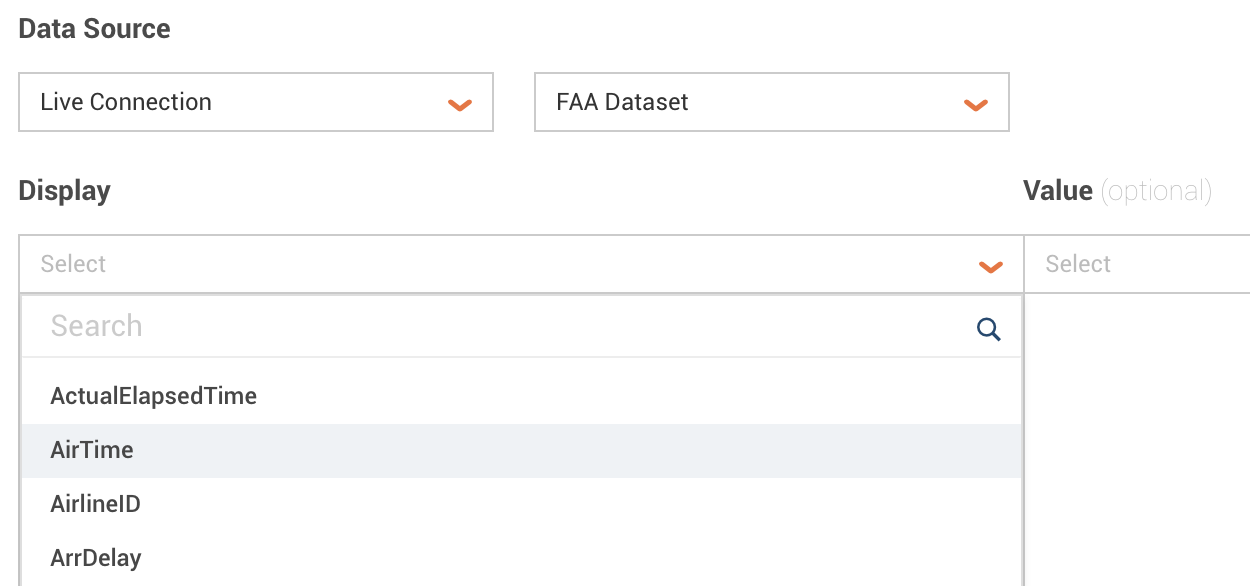 Data Source
Live Connection FAA Dataset
Display Value (optional)
Select Select
Search
ActualElapsedTime
AirTime
AirlineID
ArrDelay